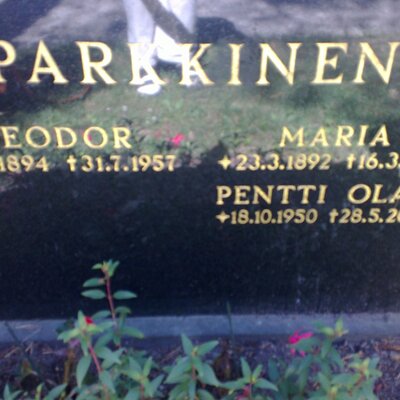 PARKKINEN
EODOR MARIA
1894 †31.7.1957 ✦23.3.1892 †16.3.
PENTTI OLA
✦18.10.1950 †28.5.20